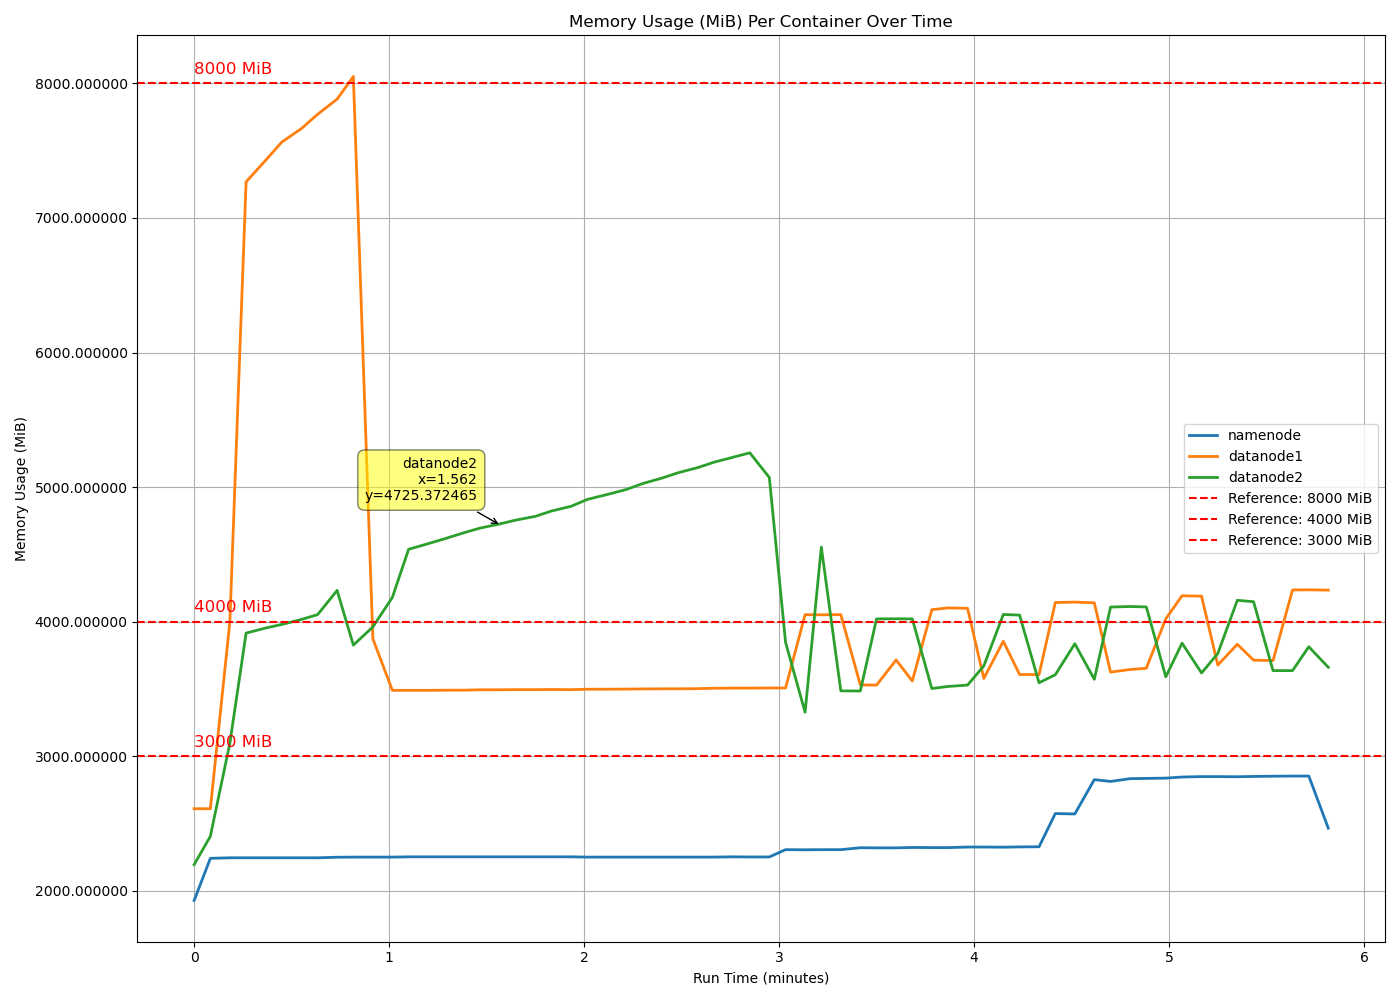 Memory Usage (MiB) Per Container Over Time
Memory Usage (MiB)
8000.000000
7000.000000
6000.000000
5000.000000
4000.000000
3000.000000
2000.000000
8000 MiB
4000 MiB
3000 MiB
datanode2
x=1.562
y=4725.372465
namenode
datanode1
datanode2
Reference: 8000 MiB
Reference: 4000 MiB
Reference: 3000 MiB
0 1 2 3 4 5 6
Run Time (minutes)